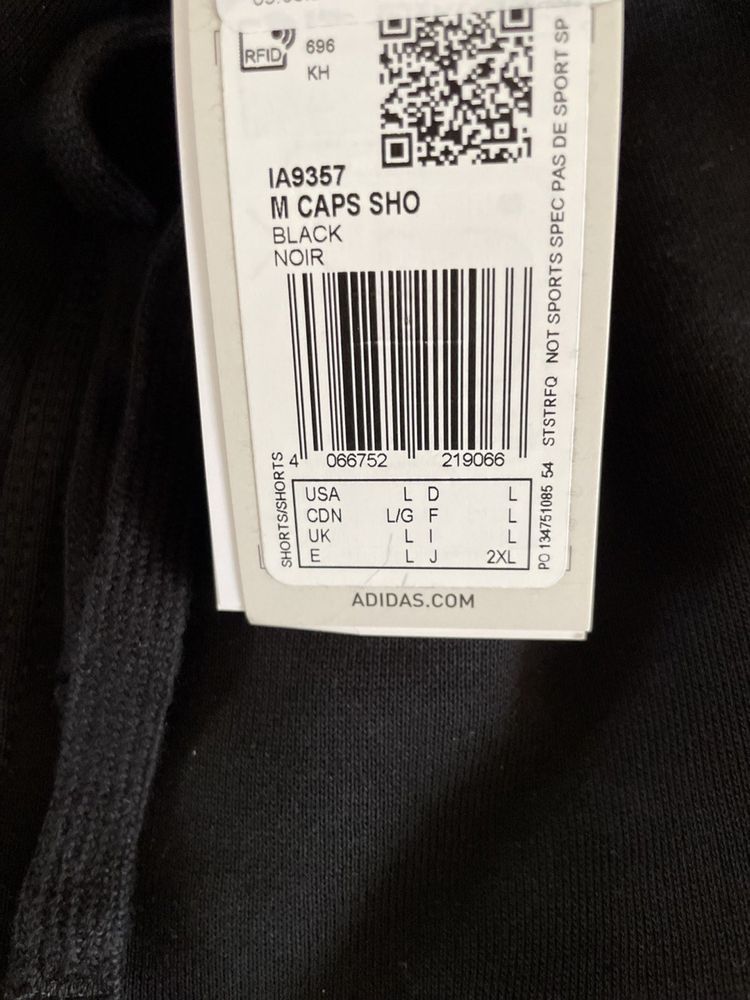 RFID
696
KH
IA9357
M CAPS SHO
BLACK
NOIR
4 066752 219066
SHORTS/SHORTS
USA L D L
CDN L/G F L
UK L I L
E L J 2XL
PO 134751085 54 STSTRFQ NOT SPORTS SPEC PAS DE SPORT SP
ADIDAS.COM